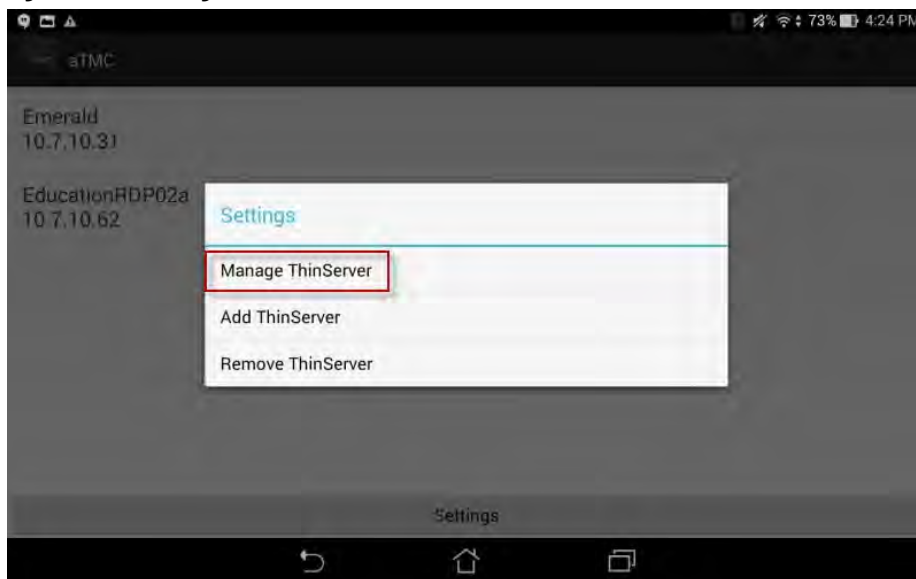 73% 4:24 PM
aTMC
Emerald
10.7.10.31
EducationRDP02a
10.7.10.62
Settings
Manage ThinServer
Add ThinServer
Remove ThinServer
Settings